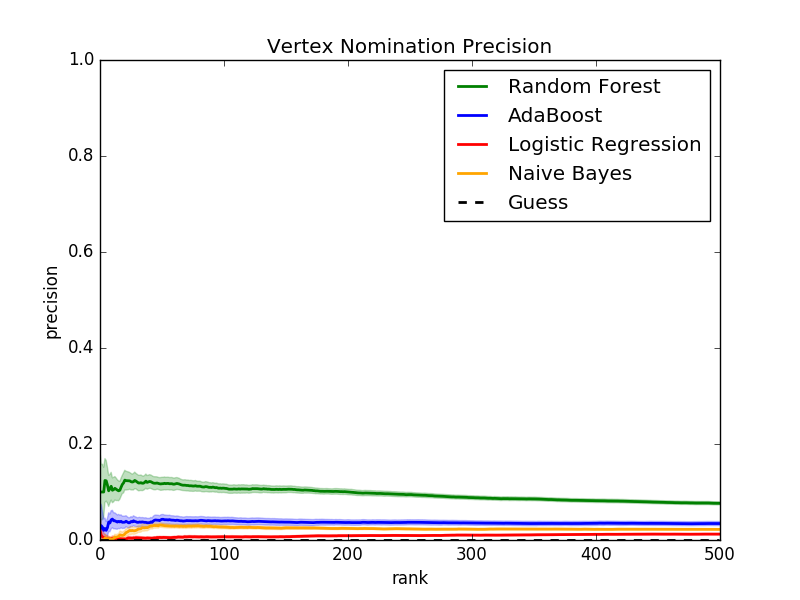 Vertex Nomination Precision
1.0
0.8
0.6
0.4
0.2
0.0
precision
Random Forest
AdaBoost
Logistic Regression
Naive Bayes
Guess
0 100 200 300 400 500
rank